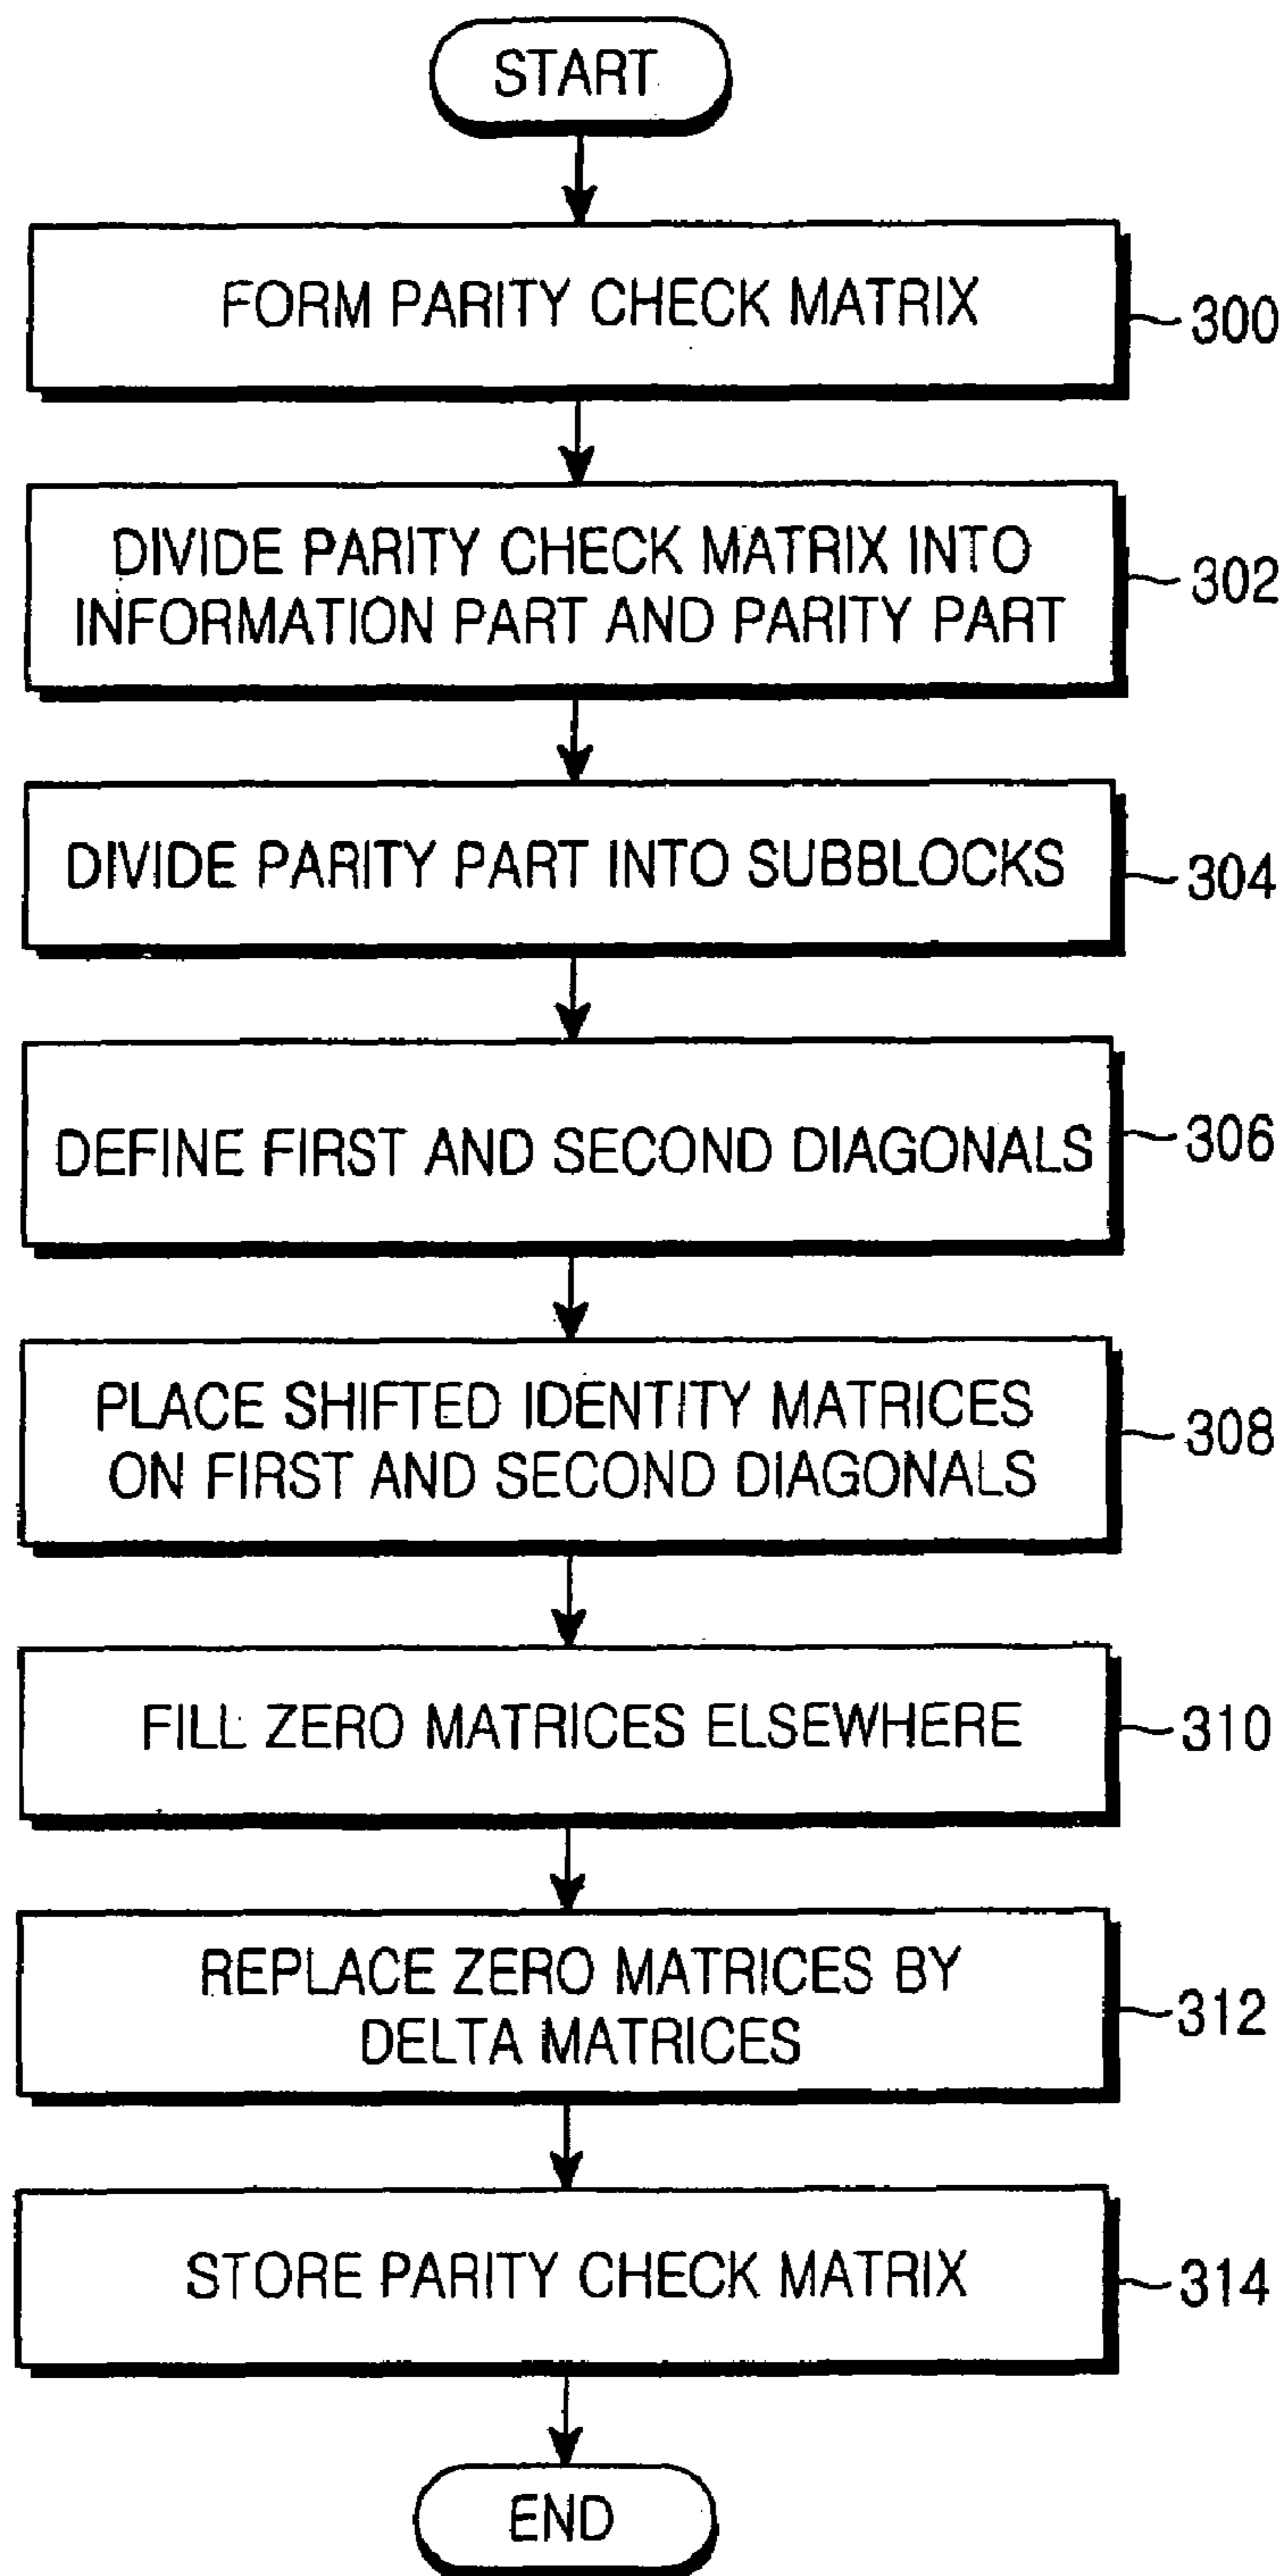 START
FORM PARITY CHECK MATRIX
300
DIVIDE PARITY CHECK MATRIX INTO
INFORMATION PART AND PARITY PART
302
DIVIDE PARITY PART INTO SUBBLOCKS
304
DEFINE FIRST AND SECOND DIAGONALS
306
PLACE SHIFTED IDENTITY MATRICES
ON FIRST AND SECOND DIAGONALS
308
FILL ZERO MATRICES ELSEWHERE
310
REPLACE ZERO MATRICES BY
DELTA MATRICES
312
STORE PARITY CHECK MATRIX
314
END